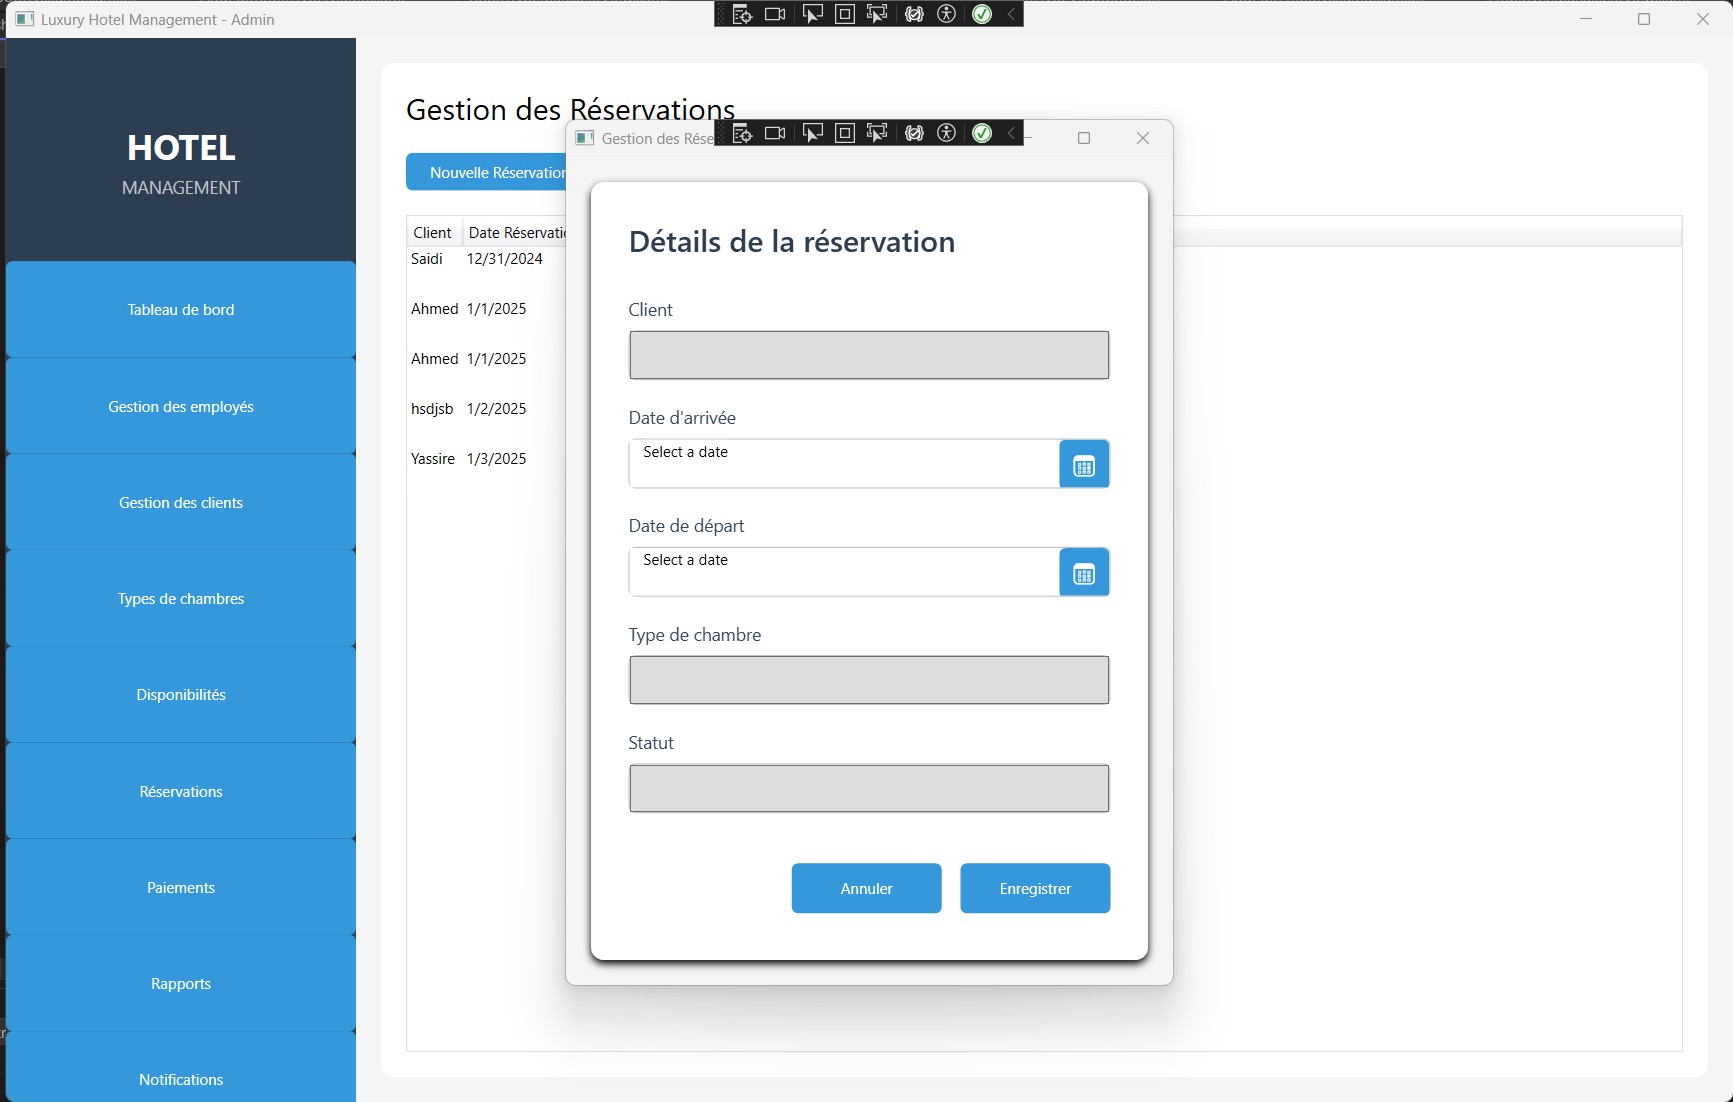 Luxury Hotel Management - Admin
HOTEL
MANAGEMENT
Tableau de bord
Gestion des employés
Gestion des clients
Types de chambres
Disponibilités
Réservations
Paiements
Rapports
Notifications
Gestion des Réservations
Nouvelle Réservation
Client Date Réservatio
Saidi 12/31/2024
Ahmed 1/1/2025
Ahmed 1/1/2025
hsdjsb 1/2/2025
Yassire 1/3/2025
Gestion des Rése
Détails de la réservation
Client
Date d'arrivée
Select a date
Date de départ
Select a date
Type de chambre
Statut
Annuler
Enregistrer